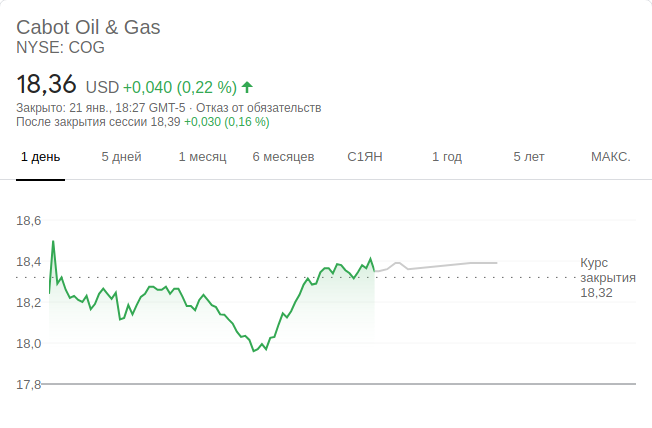 Cabot Oil & Gas
NYSE: COG
18,36 USD +0,040 (0,22 %)
Закрыто: 21 янв., 18:27 GMT-5 · Отказ от обязательств
После закрытия сессии 18,39 +0,030 (0,16 %)
1 день 5 дней 1 месяц 6 месяцев С1ЯН 1 год 5 лет МАКС.
18,6
18,4
Курс
закрытия
18,32
18,2
18,0
17,8